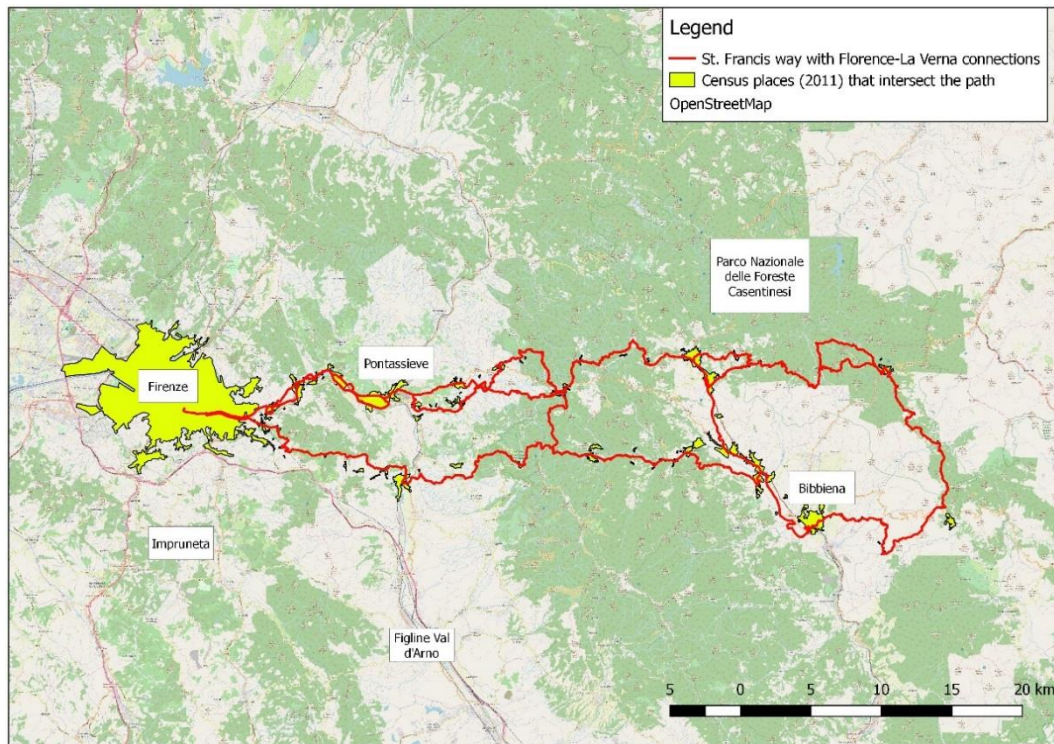 Legend
St. Francis way with Florence-La Verna connections
Census places (2011) that intersect the path
OpenStreetMap
Parco Nazionale
delle Foreste
Casentinesi
Pontassieve
Firenze
Bibbiena
Impruneta
Figline Val
d'Arno
5 0 5 10 15 20 km